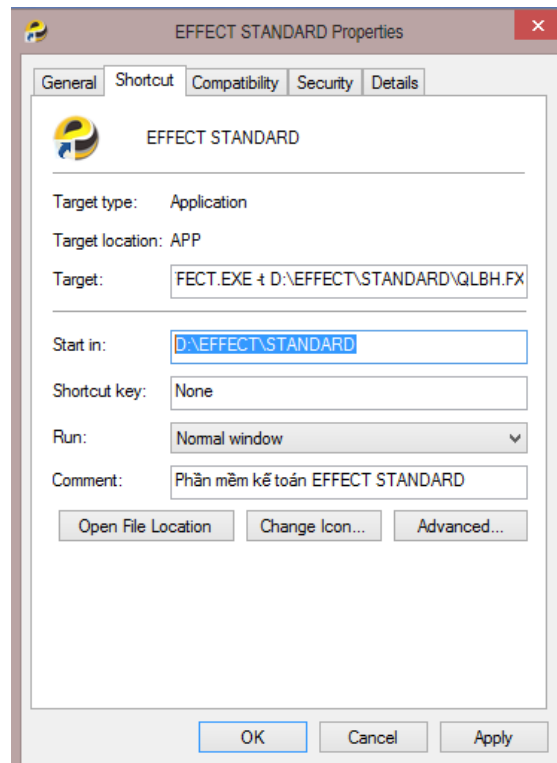 EFFECT STANDARD Properties
General Shortcut Compatibility Security Details
EFFECT STANDARD
Target type: Application
Target location: APP
Target: FECT.EXE -t D:\EFFECT\STANDARD\QLBH.FX
Start in: D:\EFFECT\STANDARD
Shortcut key: None
Run: Normal window
Comment: Phần mềm kế toán EFFECT STANDARD
Open File Location Change Icon... Advanced...
OK Cancel Apply